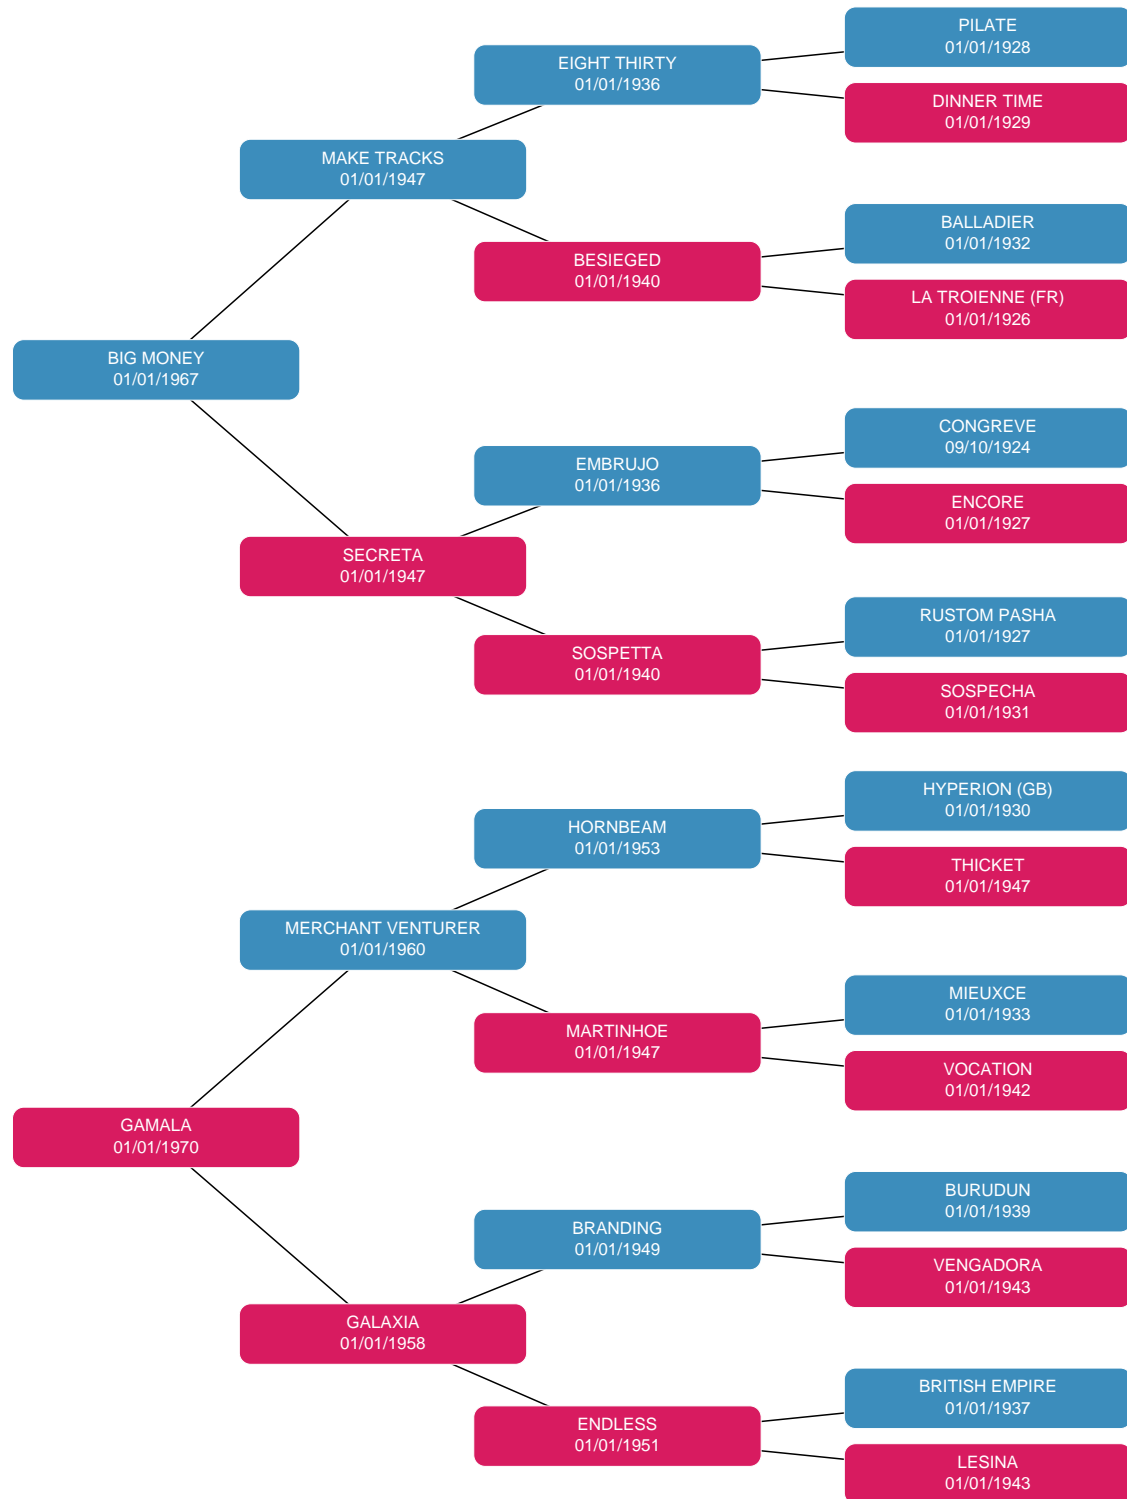 PILATE
01/01/1928
EIGHT THIRTY
01/01/1936
DINNER TIME
01/01/1929
MAKE TRACKS
01/01/1947
BALLADIER
01/01/1932
BESIEGED
01/01/1940
LA TROIENNE (FR)
01/01/1926
BIG MONEY
01/01/1967
CONGREVE
09/10/1924
EMBRUJO
01/01/1936
ENCORE
01/01/1927
SECRETA
01/01/1947
RUSTOM PASHA
01/01/1927
SOSPETTA
01/01/1940
SOSPECHA
01/01/1931
HYPERION (GB)
01/01/1930
HORNBEAM
01/01/1953
THICKET
01/01/1947
MERCHANT VENTURER
01/01/1960
MIEUXCE
01/01/1933
MARTINHOE
01/01/1947
VOCATION
01/01/1942
GAMALA
01/01/1970
BURUDUN
01/01/1939
BRANDING
01/01/1949
VENGADORA
01/01/1943
GALAXIA
01/01/1958
BRITISH EMPIRE
01/01/1937
ENDLESS
01/01/1951
LESINA
01/01/1943